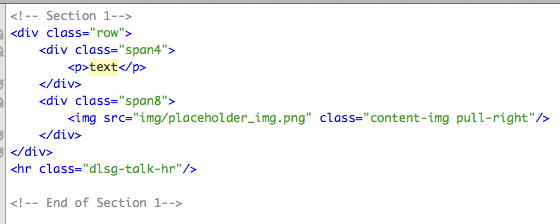 <!-- Section 1-->
<div class="row">
    <div class="span4">
        <p>text</p>
    </div>
    <div class="span8">
        <img src="img/placeholder_img.png" class="content-img pull-right"/>
    </div>
</div>
<hr class="dlsg-talk-hr"/>

<!-- End of Section 1-->